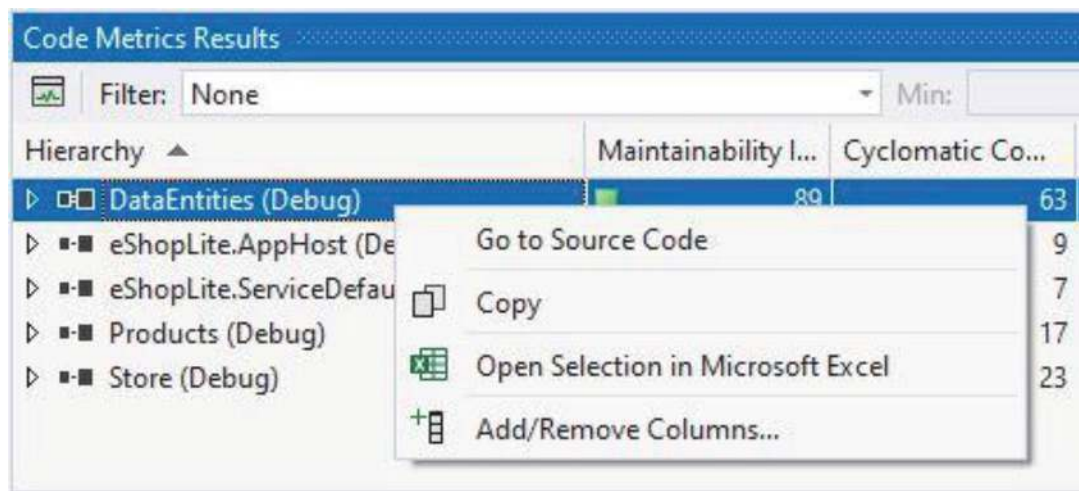 Code Metrics Results
Filter: None Min:
Hierarchy Maintainability I... Cyclomatic Co...
DataEntities (Debug) 89 63
eShopLite.AppHost (De 9
Go to Source Code
eShopLite.ServiceDefau 7
Copy
Products (Debug) 17
Open Selection in Microsoft Excel
Store (Debug) 23
Add/Remove Columns...